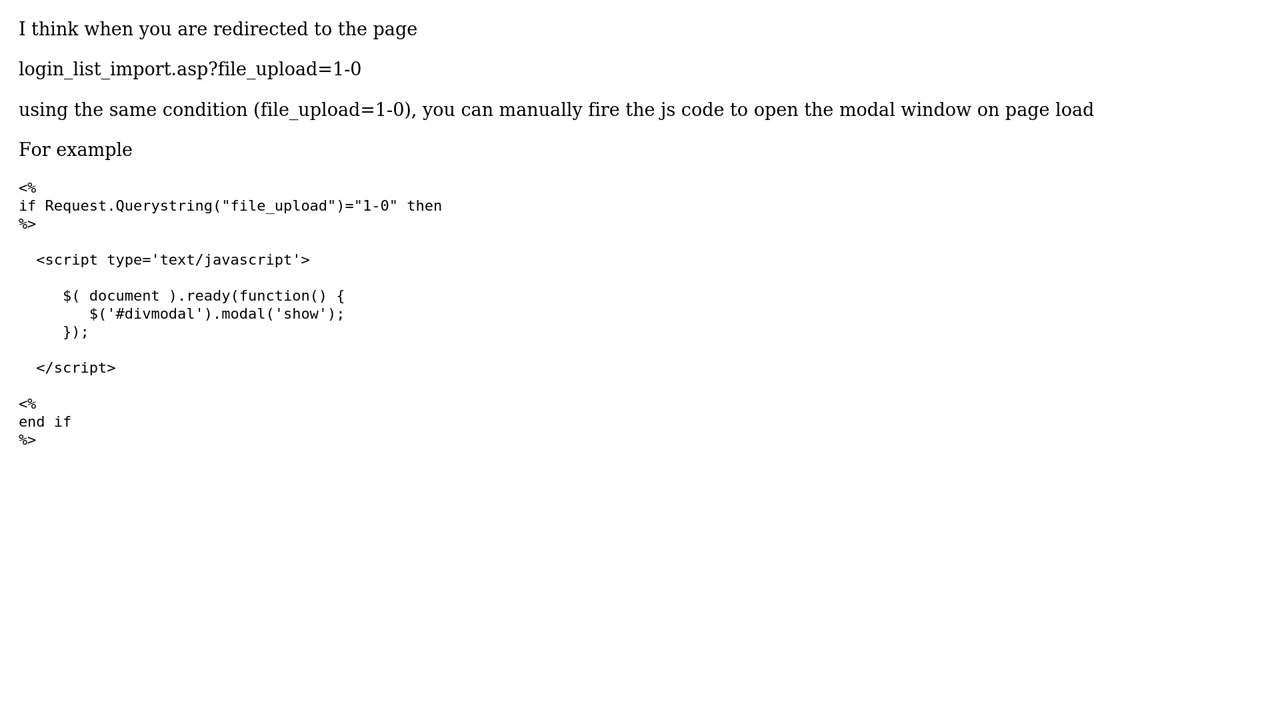 I think when you are redirected to the page
login_list_import.asp?file_upload=1-0
using the same condition (file_upload=1-0), you can manually fire the js code to open the modal window on page load
For example
<%
if Request.Querystring("file_upload")="1-0" then
%>
<script type='text/javascript'>
$( document ).ready(function() {
$('#divmodal').modal('show');
});
</script>
<%
end if
%>